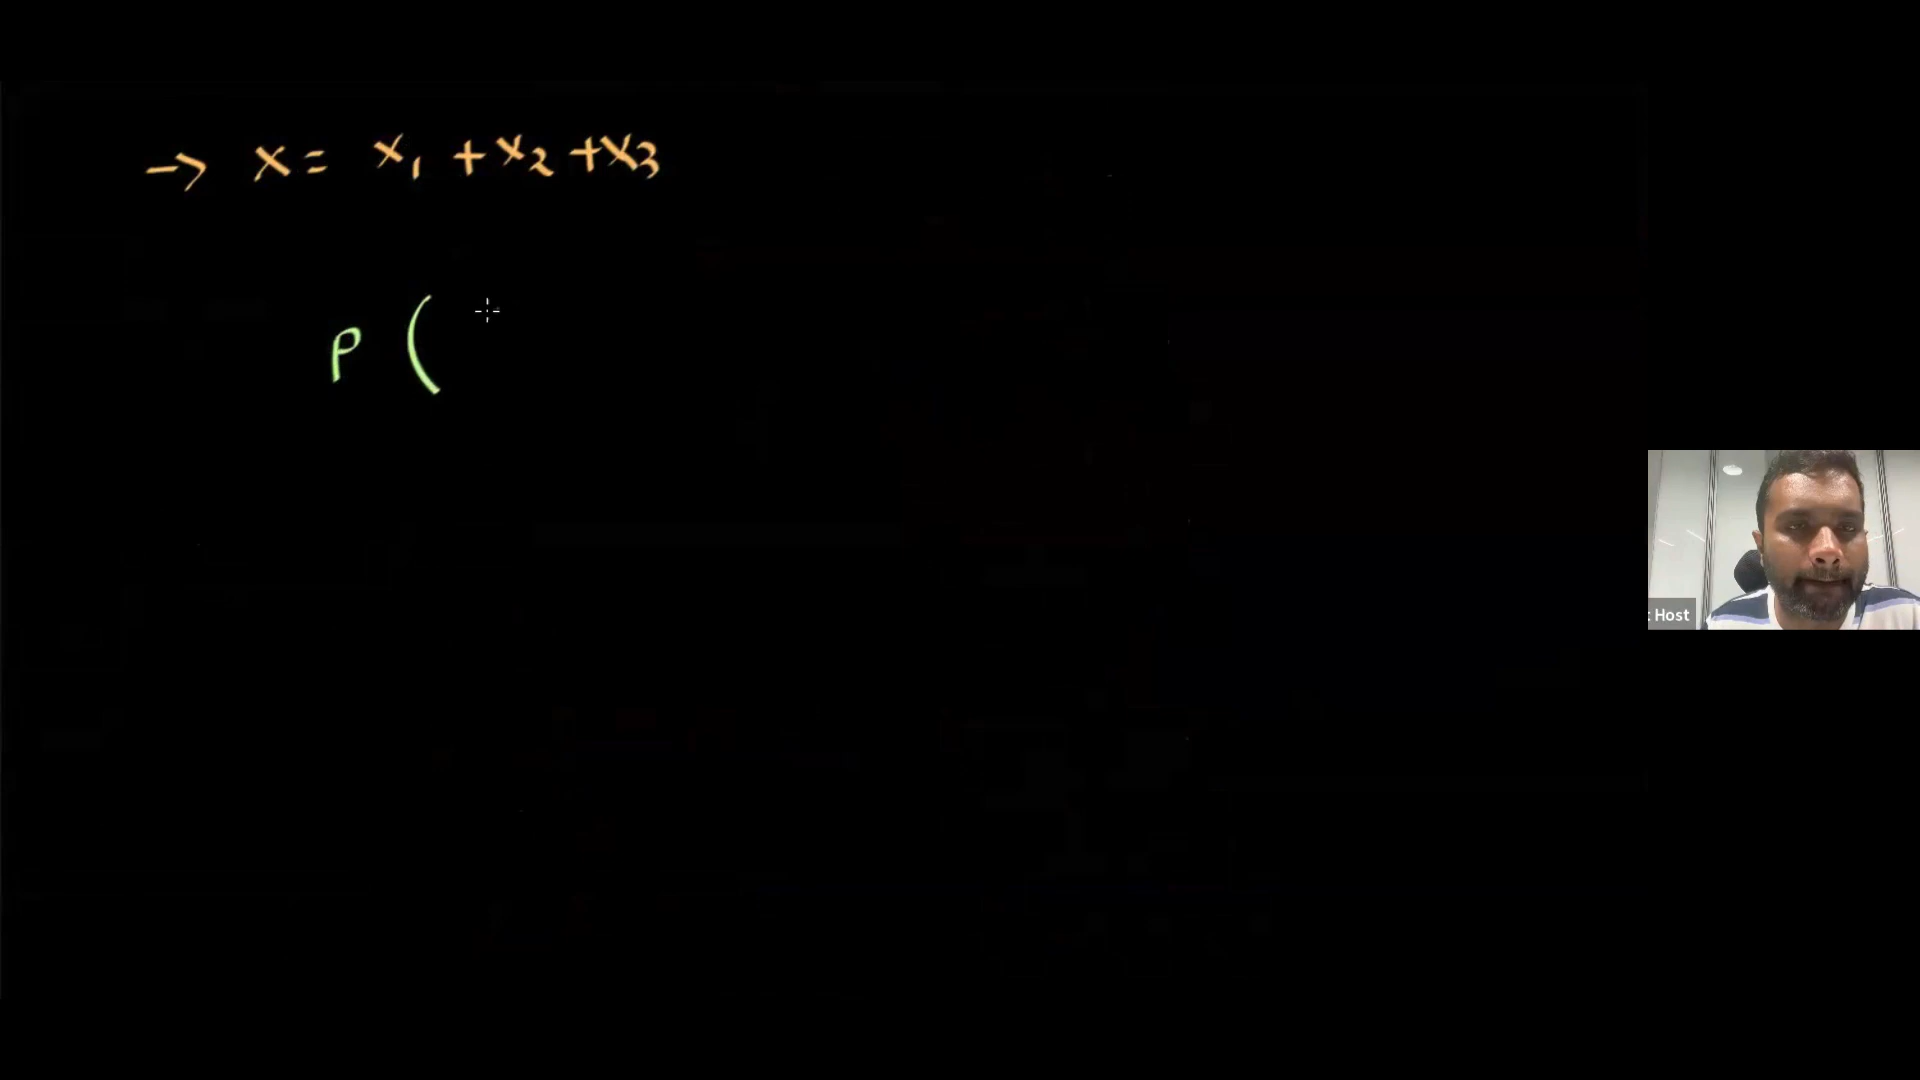 → x = x₁ + x₂ + x₃
P (
: Host